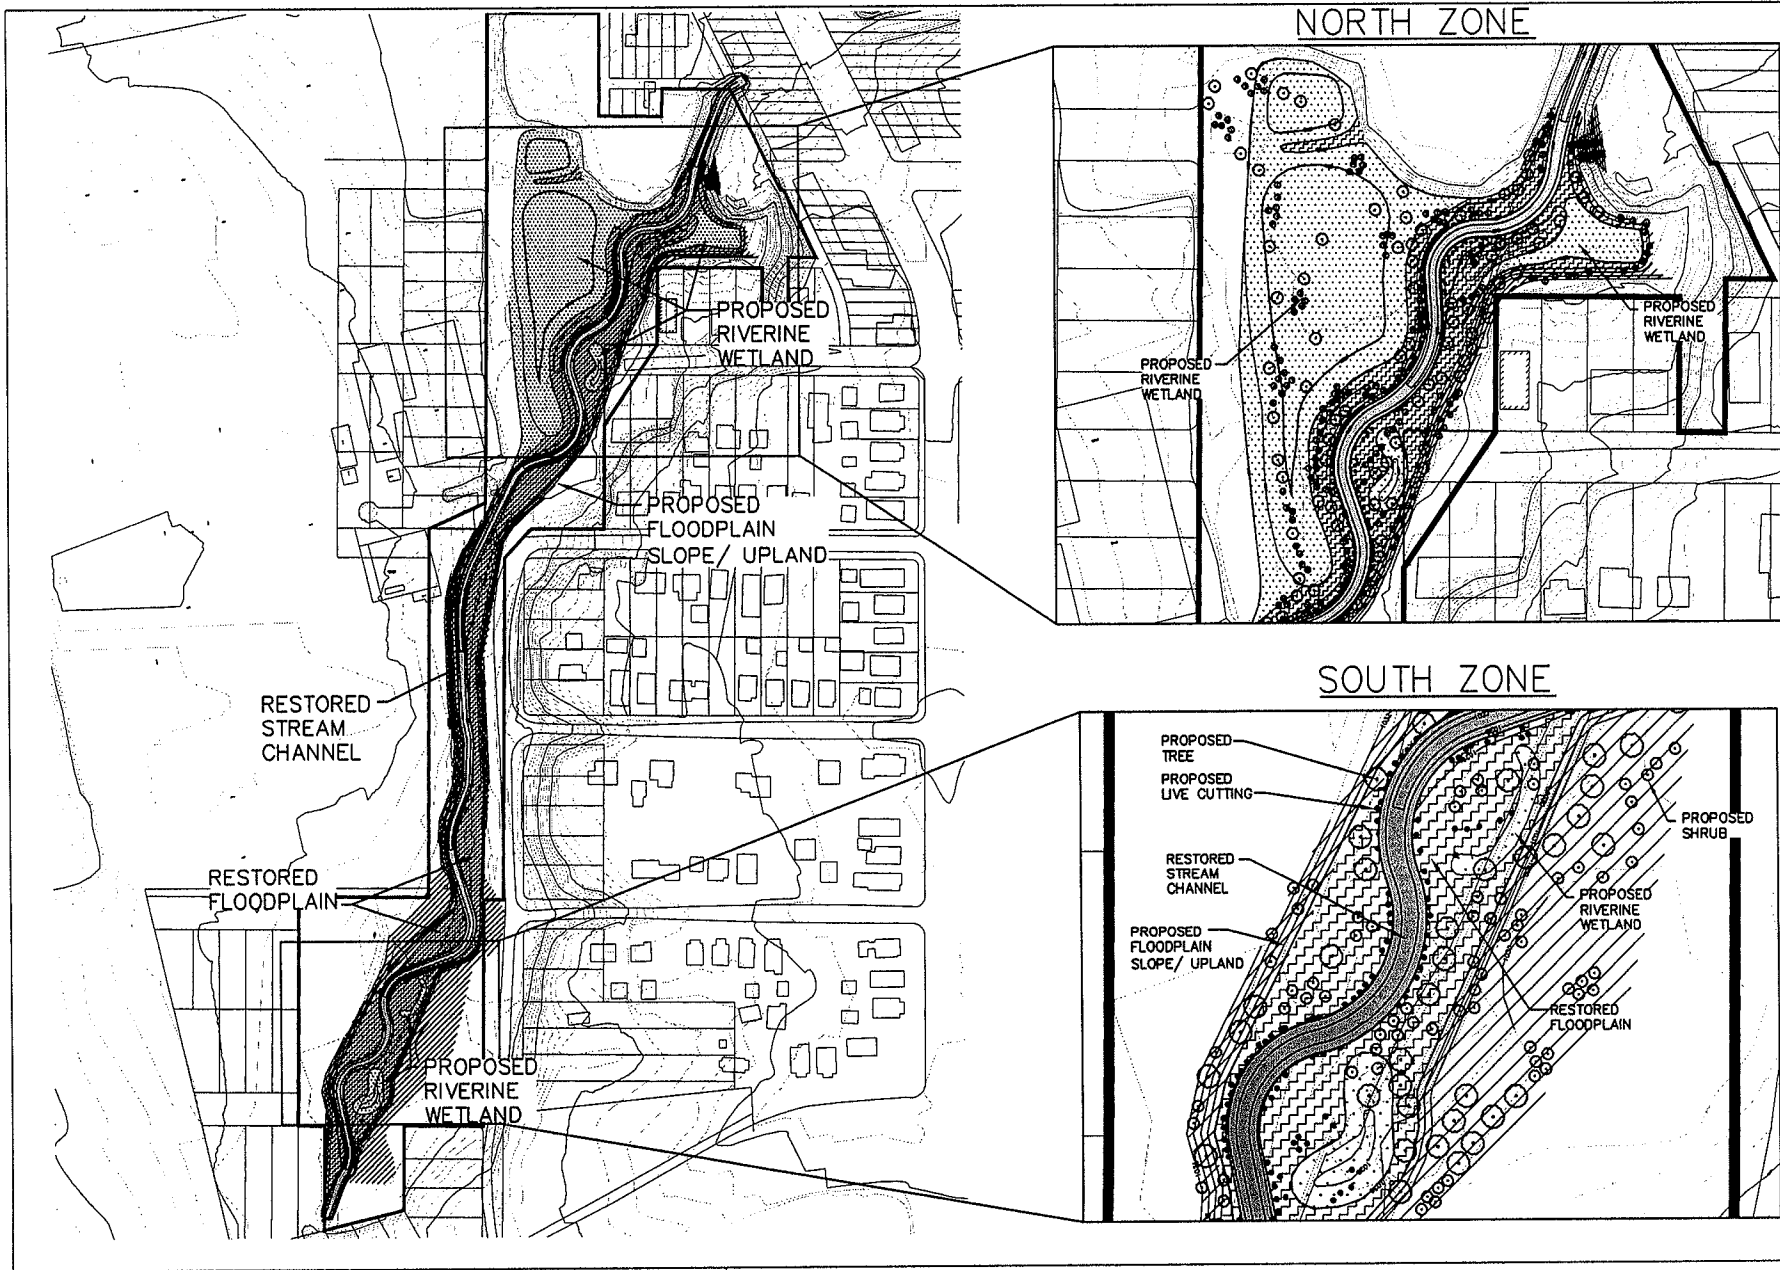 NORTH ZONE
PROPOSED
RIVERINE
WETLAND
PROPOSED
FLOODPLAIN
SLOPE/ UPLAND
RESTORED
STREAM
CHANNEL
RESTORED
FLOODPLAIN
PROPOSED
RIVERINE
WETLAND
PROPOSED
RIVERINE
WETLAND
PROPOSED
RIVERINE
WETLAND
SOUTH ZONE
PROPOSED
TREE
PROPOSED
LIVE CUTTING
PROPOSED
SHRUB
RESTORED
STREAM
CHANNEL
PROPOSED
RIVERINE
WETLAND
PROPOSED
FLOODPLAIN
SLOPE/ UPLAND
RESTORED
FLOODPLAIN